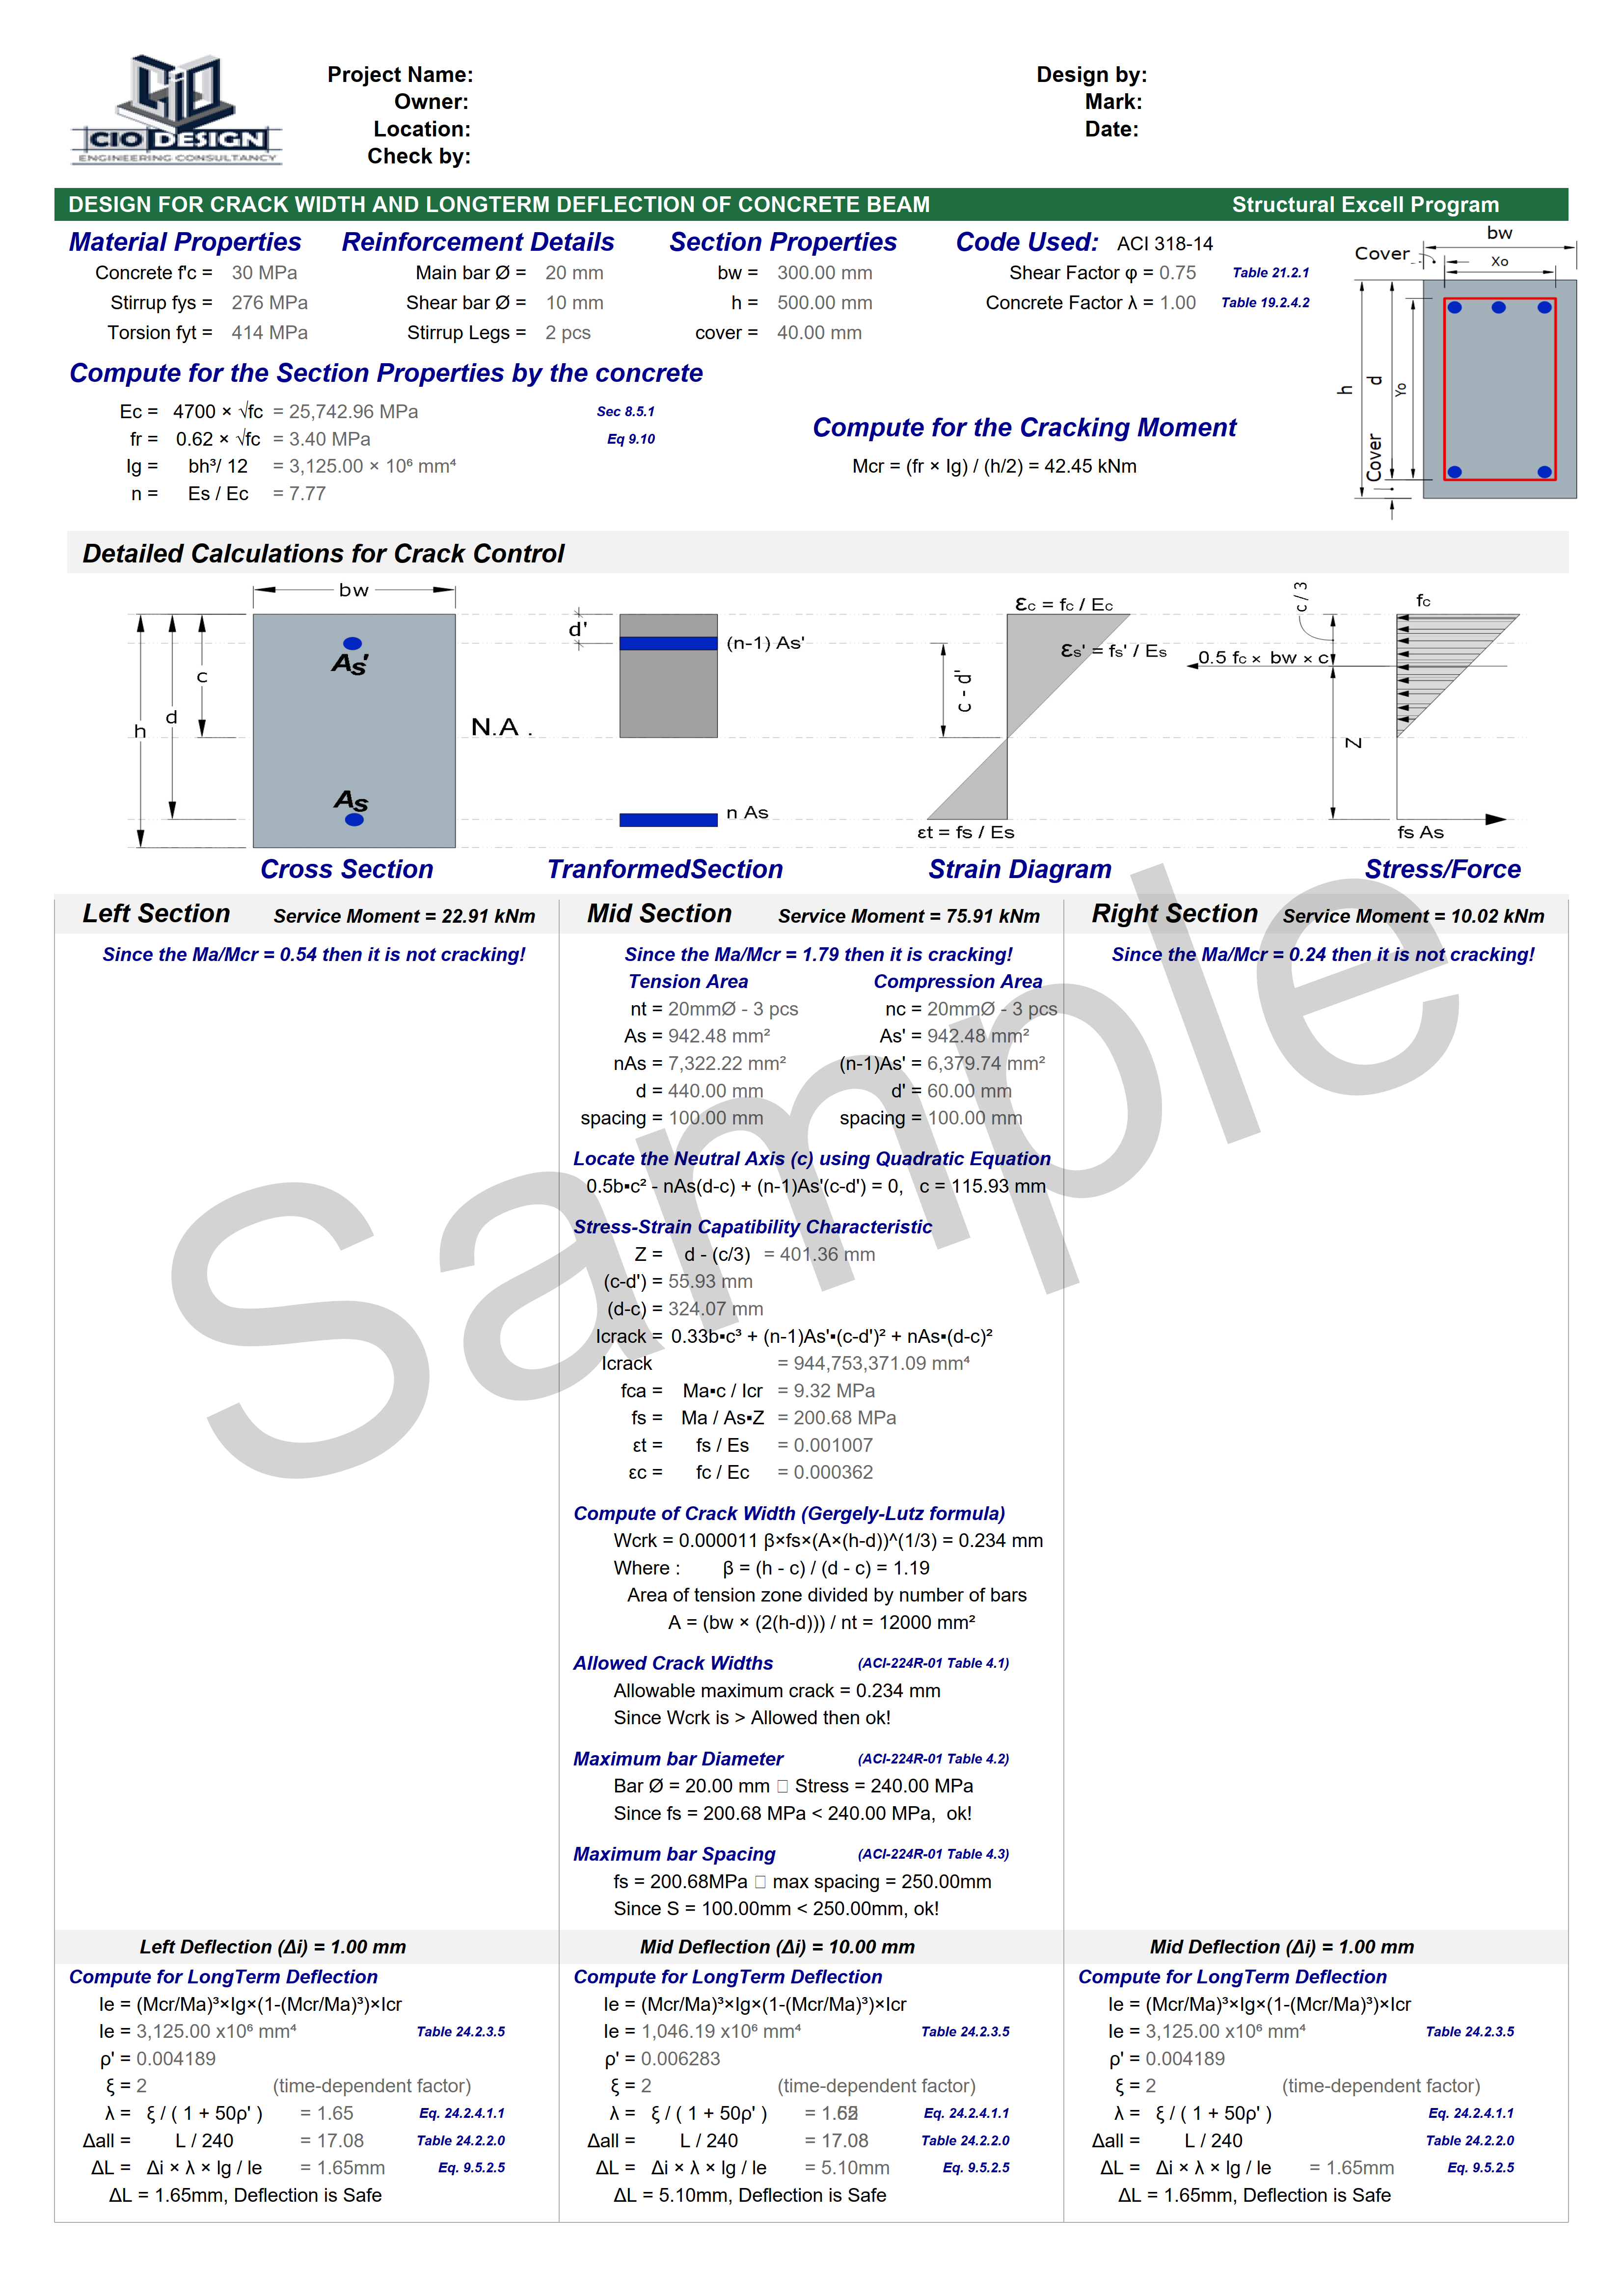 CIO DESIGN
ENGINEERING CONSULTANCY
Project Name:
Owner:
Location:
Check by:
Design by:
Mark:
Date:
DESIGN FOR CRACK WIDTH AND LONGTERM DEFLECTION OF CONCRETE BEAM Structural Excell Program
Material Properties
Concrete f'c = 30 MPa
Stirrup fys = 276 MPa
Torsion fyt = 414 MPa
Reinforcement Details
Main bar Ø = 20 mm
Shear bar Ø = 10 mm
Stirrup Legs = 2 pcs
Section Properties
bw = 300.00 mm
h = 500.00 mm
cover = 40.00 mm
Code Used: ACI 318-14
Shear Factor φ = 0.75 Table 21.2.1
Concrete Factor λ = 1.00 Table 19.2.4.2
bw
Cover
Xo
h
d
Yo
Cover
Compute for the Section Properties by the concrete
Ec = 4700 × √fc = 25,742.96 MPa Sec 8.5.1
fr = 0.62 × √fc = 3.40 MPa Eq 9.10
Ig = bh³/ 12 = 3,125.00 × 10⁶ mm⁴
n = Es / Ec = 7.77
Compute for the Cracking Moment
Mcr = (fr × Ig) / (h/2) = 42.45 kNm
Detailed Calculations for Crack Control
bw
As'
c
d
h
As
N.A .
Cross Section
d'
(n-1) As'
n As
TranformedSection
Ɛc = fc / Ec
Ɛs' = fs' / Es
c - d'
εt = fs / Es
Strain Diagram
c / 3
fc
0.5 fc × bw × c
Z
fs As
Stress/Force
Left Section Service Moment = 22.91 kNm
Since the Ma/Mcr = 0.54 then it is not cracking!
Mid Section Service Moment = 75.91 kNm
Since the Ma/Mcr = 1.79 then it is cracking!
Tension Area Compression Area
nt = 20mmØ - 3 pcs nc = 20mmØ - 3 pcs
As = 942.48 mm² As' = 942.48 mm²
nAs = 7,322.22 mm² (n-1)As' = 6,379.74 mm²
d = 440.00 mm d' = 60.00 mm
spacing = 100.00 mm spacing = 100.00 mm
Locate the Neutral Axis (c) using Quadratic Equation
0.5b▪c² - nAs(d-c) + (n-1)As'(c-d') = 0, c = 115.93 mm
Stress-Strain Capatibility Characteristic
Z = d - (c/3) = 401.36 mm
(c-d') = 55.93 mm
(d-c) = 324.07 mm
Icrack = 0.33b▪c³ + (n-1)As'▪(c-d')² + nAs▪(d-c)²
Icrack = 944,753,371.09 mm⁴
fca = Ma▪c / Icr = 9.32 MPa
fs = Ma / As▪Z = 200.68 MPa
εt = fs / Es = 0.001007
εc = fc / Ec = 0.000362
Compute of Crack Width (Gergely-Lutz formula)
Wcrk = 0.000011 β×fs×(A×(h-d))^(1/3) = 0.234 mm
Where : β = (h - c) / (d - c) = 1.19
Area of tension zone divided by number of bars
A = (bw × (2(h-d))) / nt = 12000 mm²
Allowed Crack Widths (ACI-224R-01 Table 4.1)
Allowable maximum crack = 0.234 mm
Since Wcrk is > Allowed then ok!
Maximum bar Diameter (ACI-224R-01 Table 4.2)
Bar Ø = 20.00 mm □ Stress = 240.00 MPa
Since fs = 200.68 MPa < 240.00 MPa, ok!
Maximum bar Spacing (ACI-224R-01 Table 4.3)
fs = 200.68MPa □ max spacing = 250.00mm
Since S = 100.00mm < 250.00mm, ok!
Right Section Service Moment = 10.02 kNm
Since the Ma/Mcr = 0.24 then it is not cracking!
Sample
Left Deflection (Δi) = 1.00 mm
Compute for LongTerm Deflection
Ie = (Mcr/Ma)³×Ig×(1-(Mcr/Ma)³)×Icr
Ie = 3,125.00 x10⁶ mm⁴ Table 24.2.3.5
ρ' = 0.004189
ξ = 2 (time-dependent factor)
λ = ξ / ( 1 + 50ρ' ) = 1.65 Eq. 24.2.4.1.1
Δall = L / 240 = 17.08 Table 24.2.2.0
ΔL = Δi × λ × Ig / Ie = 1.65mm Eq. 9.5.2.5
ΔL = 1.65mm, Deflection is Safe
Mid Deflection (Δi) = 10.00 mm
Compute for LongTerm Deflection
Ie = (Mcr/Ma)³×Ig×(1-(Mcr/Ma)³)×Icr
Ie = 1,046.19 x10⁶ mm⁴ Table 24.2.3.5
ρ' = 0.006283
ξ = 2 (time-dependent factor)
λ = ξ / ( 1 + 50ρ' ) = Eq. 24.2.4.1.1
Δall = L / 240 = 17.08 Table 24.2.2.0
ΔL = Δi × λ × Ig / Ie = 5.10mm Eq. 9.5.2.5
ΔL = 5.10mm, Deflection is Safe
Mid Deflection (Δi) = 1.00 mm
Compute for LongTerm Deflection
Ie = (Mcr/Ma)³×Ig×(1-(Mcr/Ma)³)×Icr
Ie = 3,125.00 x10⁶ mm⁴ Table 24.2.3.5
ρ' = 0.004189
ξ = 2 (time-dependent factor)
λ = ξ / ( 1 + 50ρ' ) Eq. 24.2.4.1.1
Δall = L / 240 Table 24.2.2.0
ΔL = Δi × λ × Ig / Ie = 1.65mm Eq. 9.5.2.5
ΔL = 1.65mm, Deflection is Safe